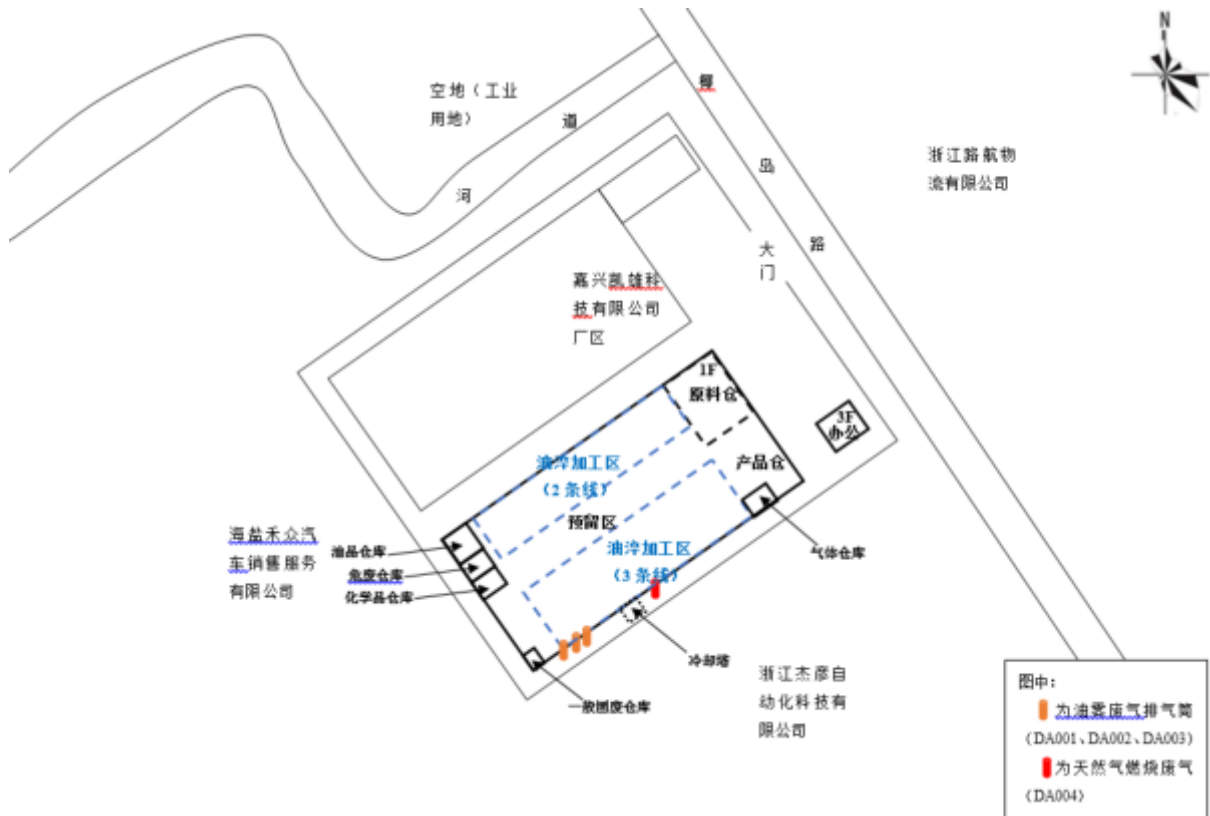 N
空地（工业
用地）
道
河
岛
路
浙江路航物
流有限公司
大
门
嘉兴凯雄科
技有限公司
厂区
1F
原料仓
3F
办公
产品仓
油淬加工区
（2条线）
预留区
油淬加工区
（3条线）
气体仓库
海盐禾众汽
车销售服务
有限公司
油品仓库
危废仓库
化学品仓库
冷却塔
一般固废仓库
浙江杰彦自
动化科技有
限公司
图中：
为油雾废气排气筒
（DA001、DA002、DA003）
为天然气燃烧废气
（DA004）